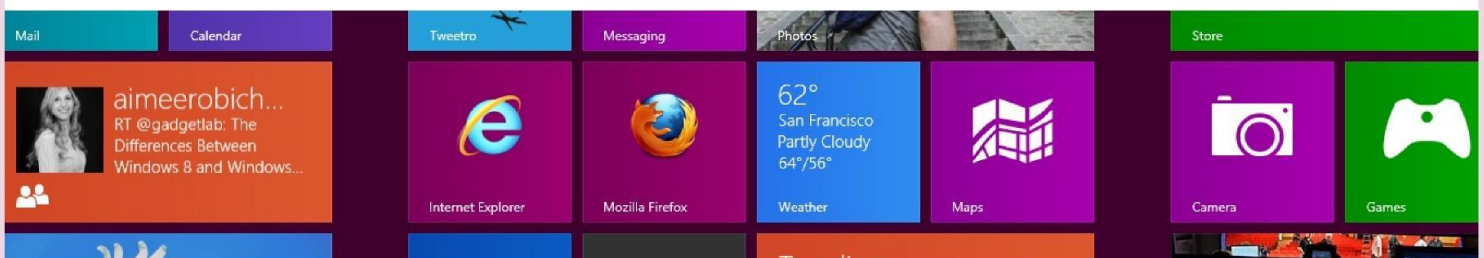 Mail
Calendar
Tweetro
Messaging
Photos
Store
aimeerobich...
RT @gadgetlab: The
Differences Between
Windows 8 and Windows...
Internet Explorer
Mozilla Firefox
62°
San Francisco
Partly Cloudy
64°/56°
Weather
Maps
Camera
Games